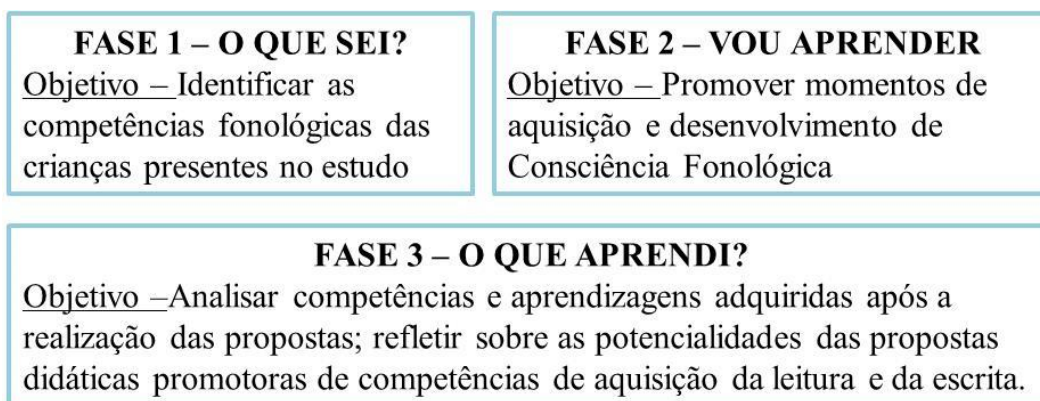 FASE 1 – O QUE SEI?
Objetivo – Identificar as
competências fonológicas das
crianças presentes no estudo
FASE 2 – VOU APRENDER
Objetivo – Promover momentos de
aquisição e desenvolvimento de
Consciência Fonológica
FASE 3 – O QUE APRENDI?
Objetivo –Analisar competências e aprendizagens adquiridas após a
realização das propostas; refletir sobre as potencialidades das propostas
didáticas promotoras de competências de aquisição da leitura e da escrita.